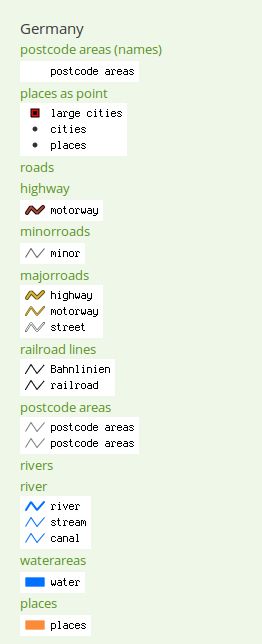 Germany
postcode areas (names)
postcode areas
places as point
large cities
cities
places
roads
highway
motorway
minorroads
minor
majorroads
highway
motorway
street
railroad lines
Bahnlinien
railroad
postcode areas
postcode areas
postcode areas
rivers
river
river
stream
canal
waterareas
water
places
places